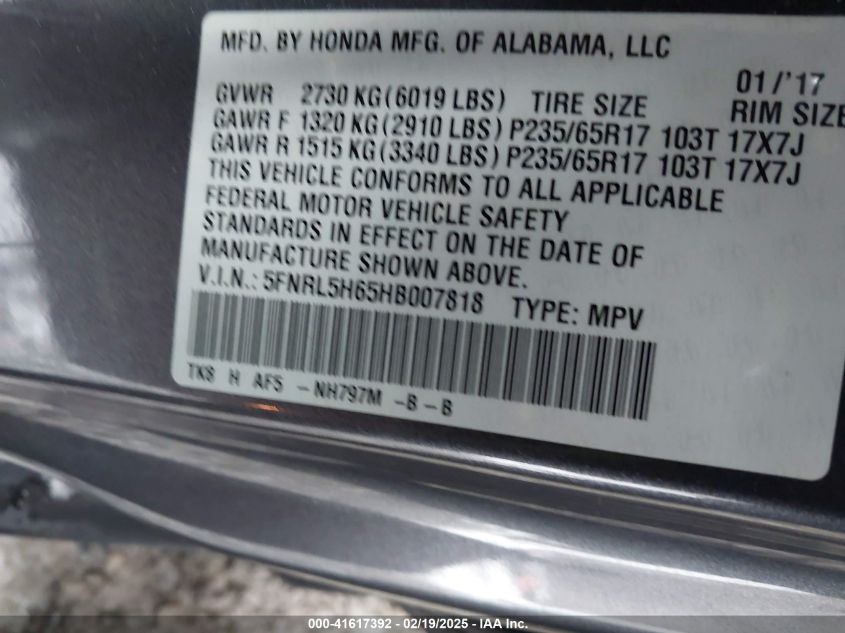 MFD. BY HONDA MFG. OF ALABAMA, LLC
01/'17
GVWR 2730 KG(6019 LBS) TIRE SIZE RIM SIZE
GAWR F 1320 KG(2910 LBS) P235/65R17 103T 17X7J
GAWR R 1515 KG(3340 LBS) P235/65R17 103T 17X7J
THIS VEHICLE CONFORMS TO ALL APPLICABLE
FEDERAL MOTOR VEHICLE SAFETY
STANDARDS IN EFFECT ON THE DATE OF
MANUFACTURE SHOWN ABOVE.
V.I.N.: 5FNRL5H65HB007818 TYPE: MPV
TK8 H AF5 -NH797M -B-B
000-41617392 - 02/19/2025 - IAA Inc.